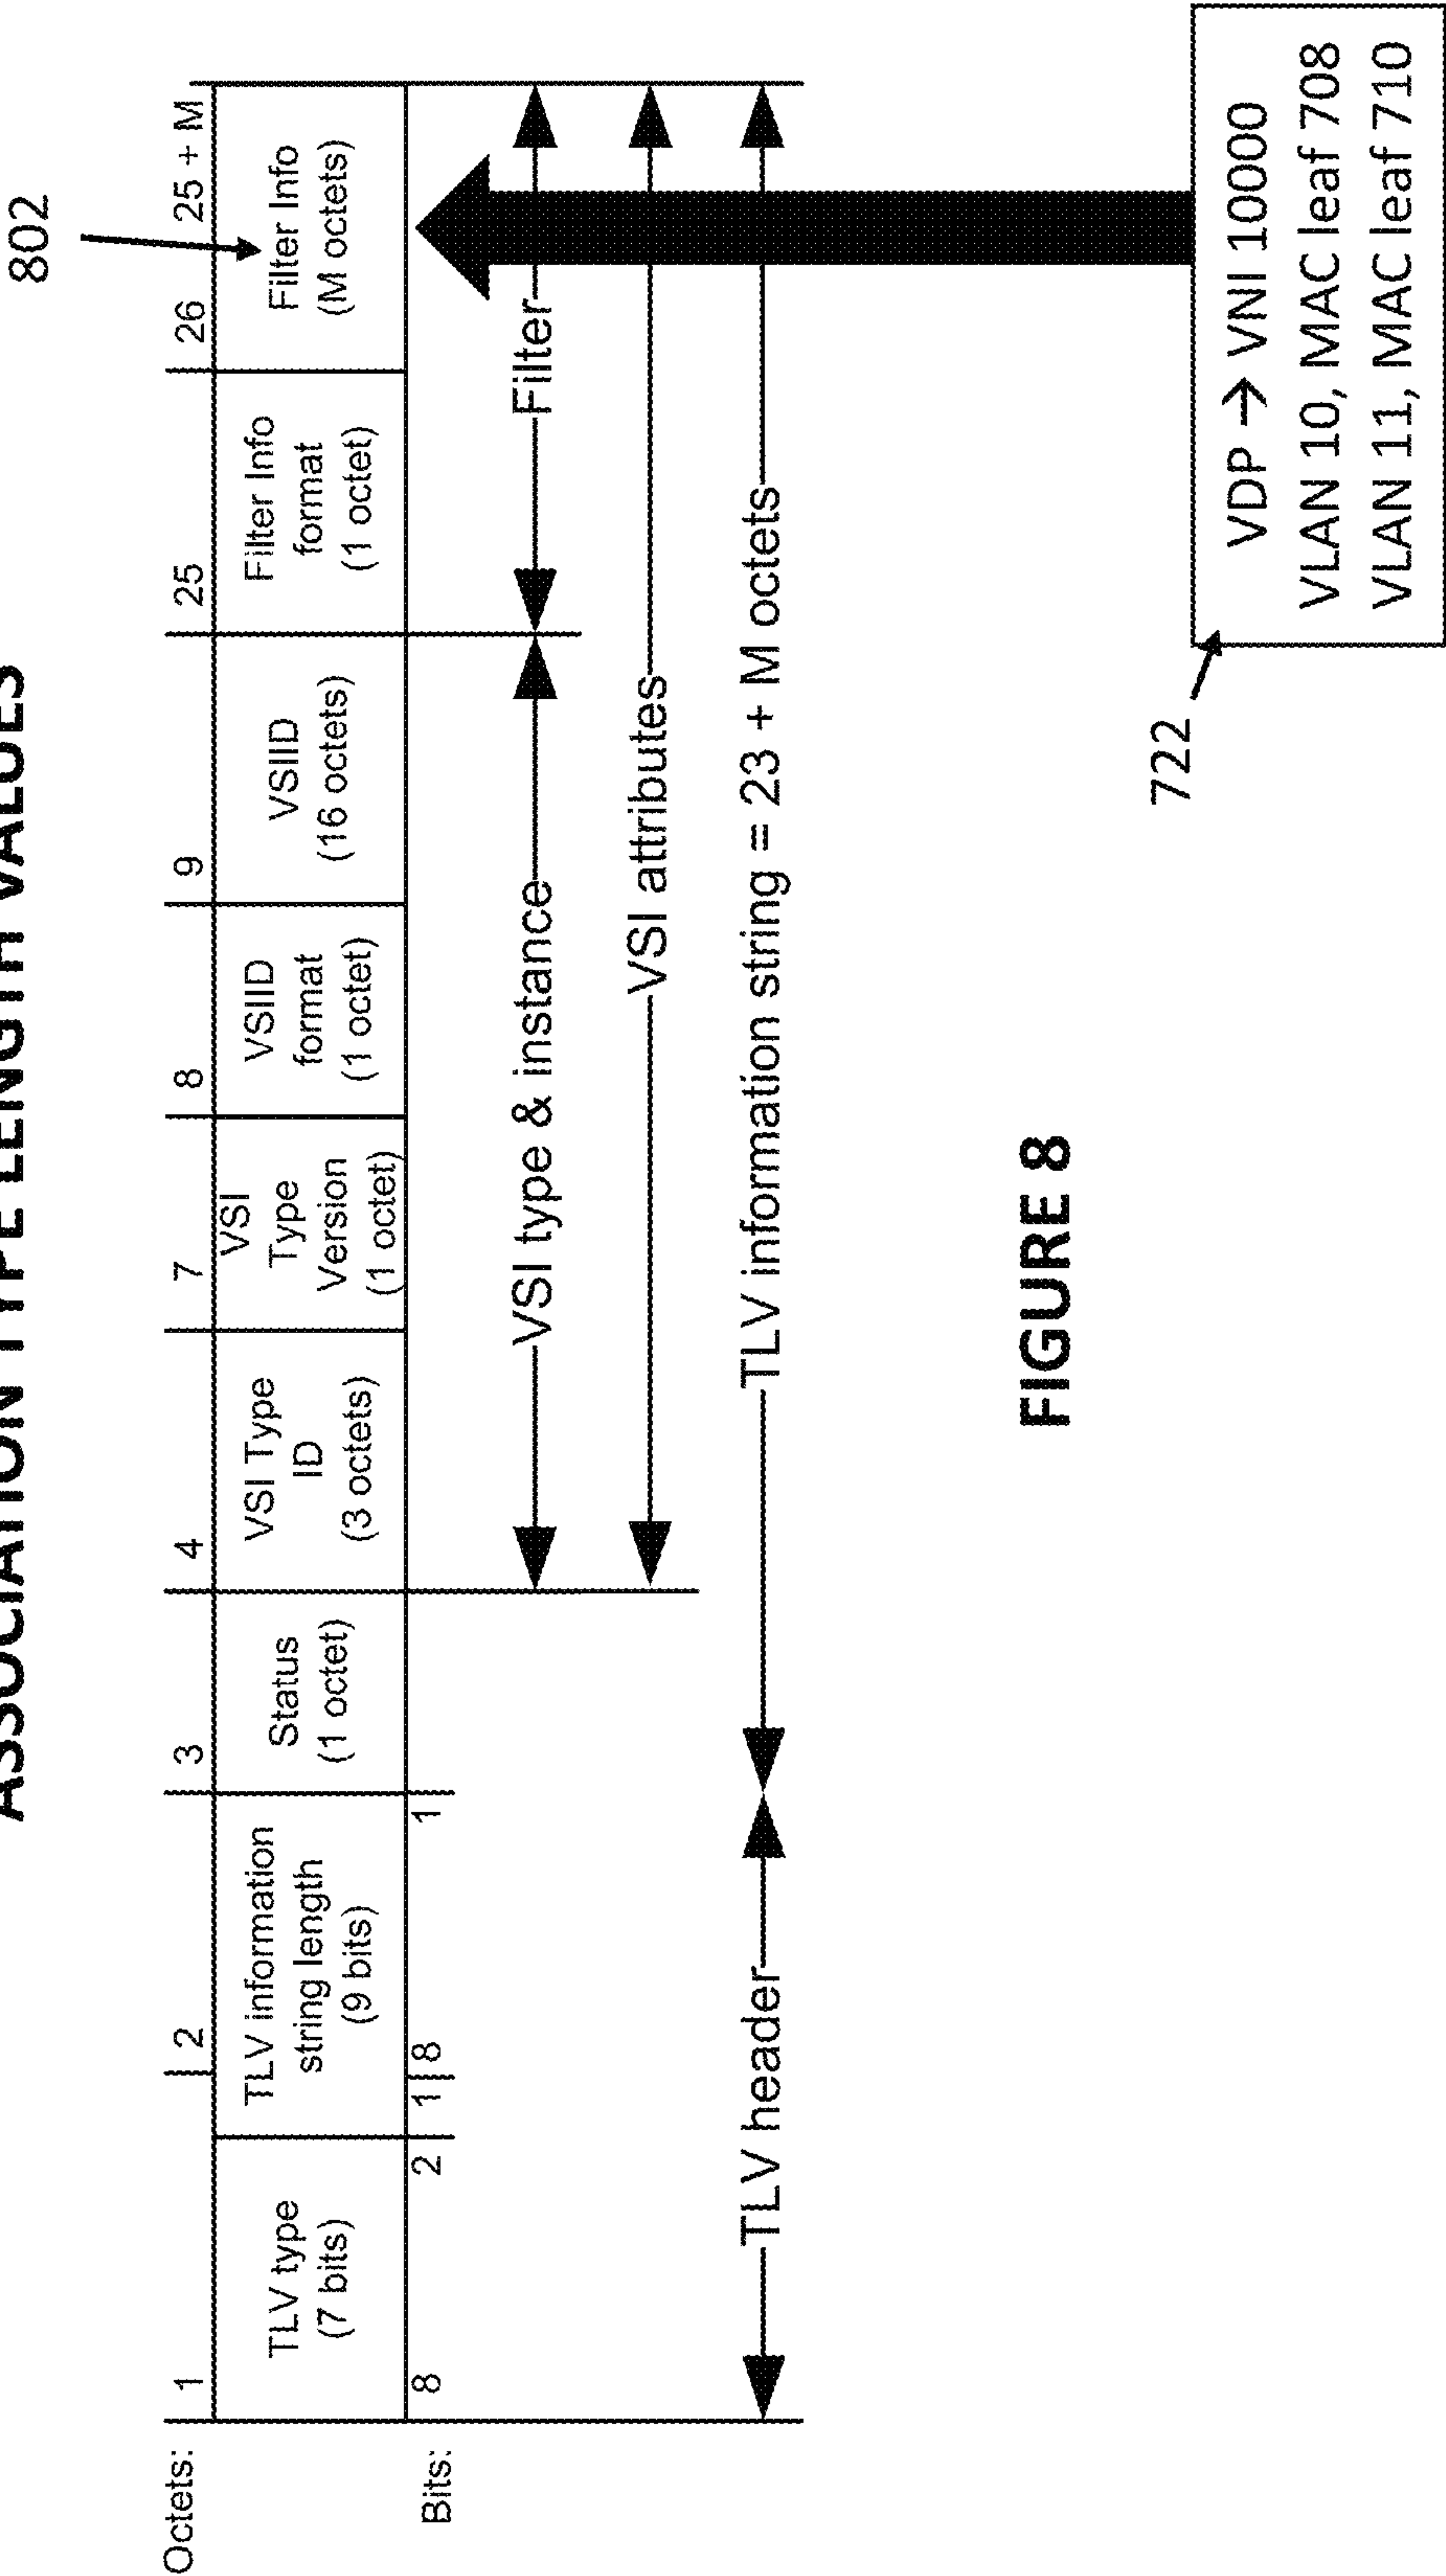 ASSOCIATION TYPE LENGTH VALUES
802
Octets:
1
2
3
4
7
8
9
25
26
25 + M
TLV type
(7 bits)
TLV information
string length
(9 bits)
Status
(1 octet)
VSI Type
ID
(3 octets)
VSI
Type
Version
(1 octet)
VSIID
format
(1 octet)
VSIID
(16 octets)
Filter Info
format
(1 octet)
Filter Info
(M octets)
Bits:
8
2
1
8
1
VSI type & instance
Filter
VSI attributes
TLV header
TLV information string = 23 + M octets
722
VDP → VNI 10000
VLAN 10, MAC leaf 708
VLAN 11, MAC leaf 710
FIGURE 8